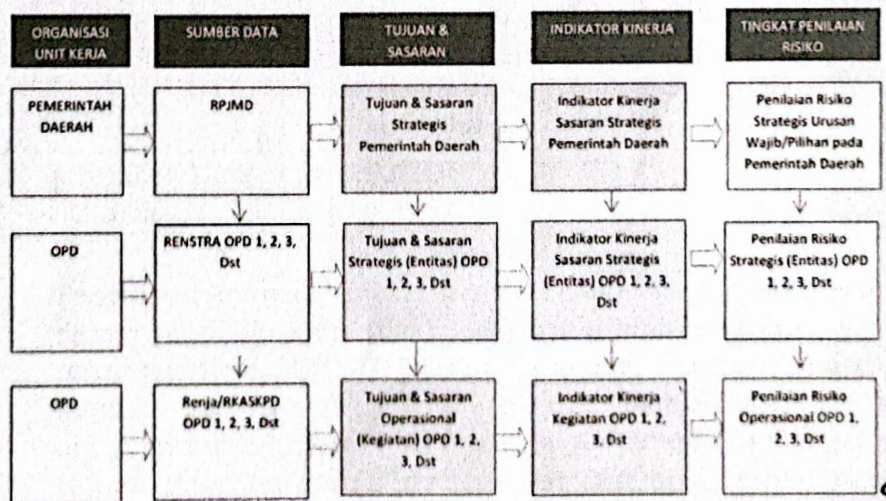 ORGANISASI
UNIT KERJA
SUMBER DATA
TUJUAN &
SASARAN
INDIKATOR KINERJA
TINGKAT PENILAIAN
RISIKO
PEMERINTAH
DAERAH
RPJMD
Tujuan & Sasaran
Strategis
Pemerintah Daerah
Indikator Kinerja
Sasaran Strategis
Pemerintah Daerah
Penilaian Risiko
Strategis Urusan
Wajib/Pilihan pada
Pemerintah Daerah
OPD
RENSTRA OPD 1, 2, 3,
Dst
Tujuan & Sasaran
Strategis (Entitas) OPD
1, 2, 3, Dst
Indikator Kinerja
Sasaran Strategis
(Entitas) OPD 1, 2, 3,
Dst
Penilaian Risiko
Strategis (Entitas) OPD
1, 2, 3, Dst
OPD
Renja/RKASKPD
OPD 1, 2, 3, Dst
Tujuan & Sasaran
Operasional
(Kegiatan) OPD 1, 2,
3, Dst
Indikator Kinerja
Kegiatan OPD 1, 2,
3, Dst
Penilaian Risiko
Operasional OPD 1,
2, 3, Dst